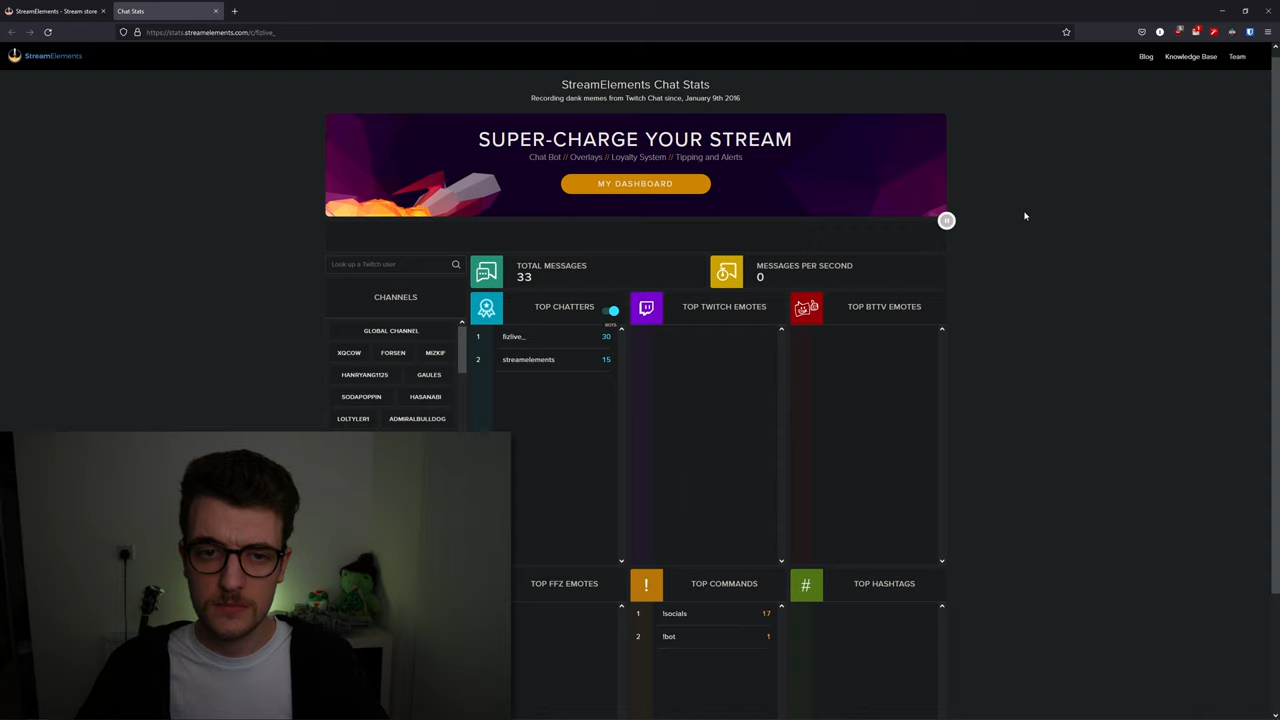 StreamElements - Stream store
Chat Stats
https://stats.streamelements.com/c/fizlive_
StreamElements
Blog
Knowledge Base
Team
StreamElements Chat Stats
Recording dank memes from Twitch Chat since, January 9th 2016
SUPER-CHARGE YOUR STREAM
Chat Bot // Overlays // Loyalty System // Tipping and Alerts
MY DASHBOARD
Look up a Twitch user
TOTAL MESSAGES
33
MESSAGES PER SECOND
0
CHANNELS
TOP CHATTERS
BOTS
TOP TWITCH EMOTES
TOP BTTV EMOTES
GLOBAL CHANNEL
XQCOW
FORSEN
MIZKIF
HANRYANG1125
GAULES
SODAPOPPIN
HASANABI
LOLTYLER1
ADMIRALBULLDOG
1 fizlive_ 30
2 streamelements 15
TOP FFZ EMOTES
! TOP COMMANDS
# TOP HASHTAGS
1 !socials 17
2 !bot 1